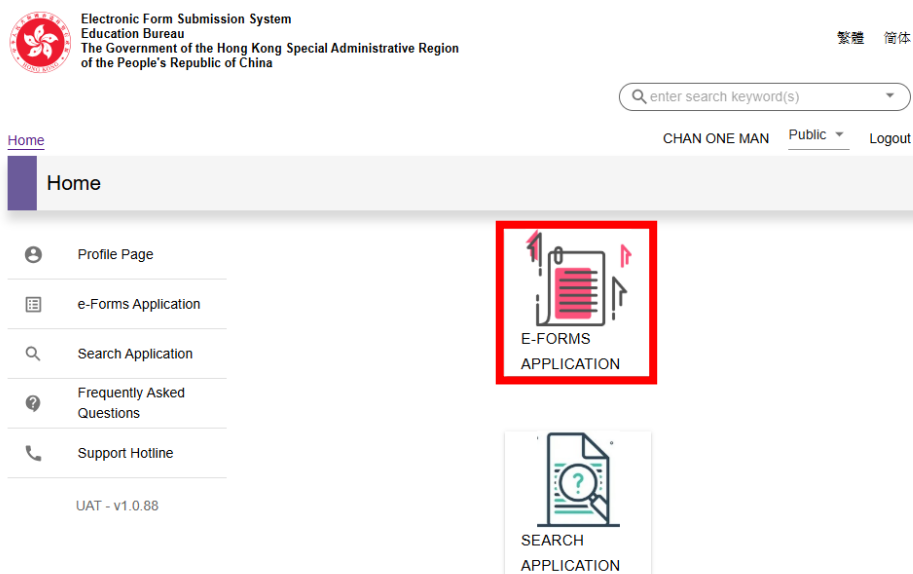 Electronic Form Submission System
Education Bureau
The Government of the Hong Kong Special Administrative Region
of the People's Republic of China
繁體 简体
enter search keyword(s)
Home
CHAN ONE MAN Public Logout
Home
Profile Page
e-Forms Application
Search Application
Frequently Asked
Questions
Support Hotline
UAT - v1.0.88
E-FORMS
APPLICATION
SEARCH
APPLICATION